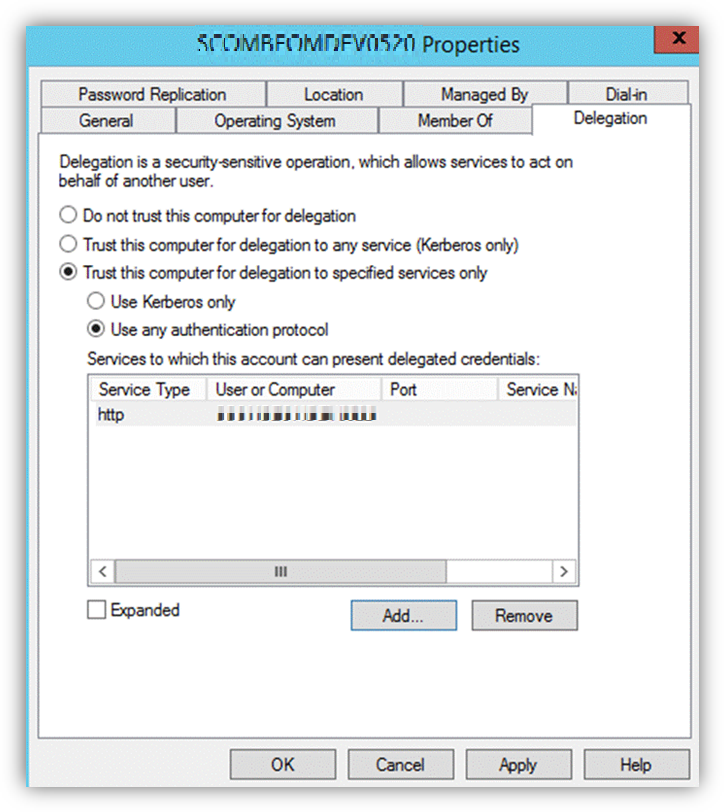 Properties
x
Password Replication Location Managed By Dial-in
General Operating System Member Of Delegation
Delegation is a security-sensitive operation, which allows services to act on
behalf of another user.
Do not trust this computer for delegation
Trust this computer for delegation to any service (Kerberos only)
Trust this computer for delegation to specified services only
Use Kerberos only
Use any authentication protocol
Services to which this account can present delegated credentials:
Service Type User or Computer Port Service Na
http
Expanded Add... Remove
OK Cancel Apply Help